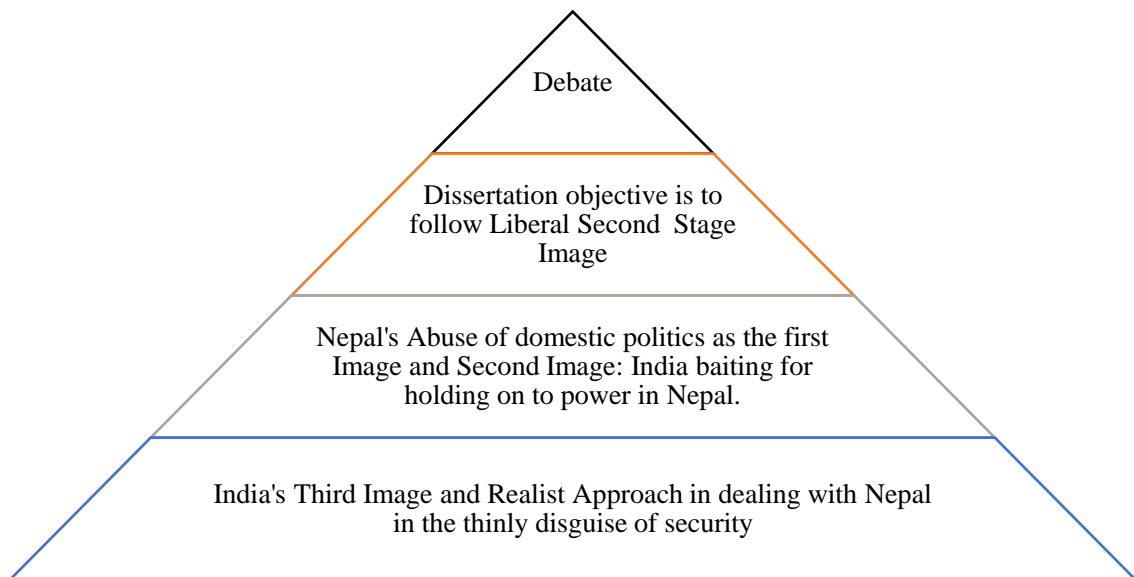 Debate
Dissertation objective is to
follow Liberal Second Stage
Image
Nepal's Abuse of domestic politics as the first
Image and Second Image: India baiting for
holding on to power in Nepal.
India's Third Image and Realist Approach in dealing with Nepal
in the thinly disguise of security